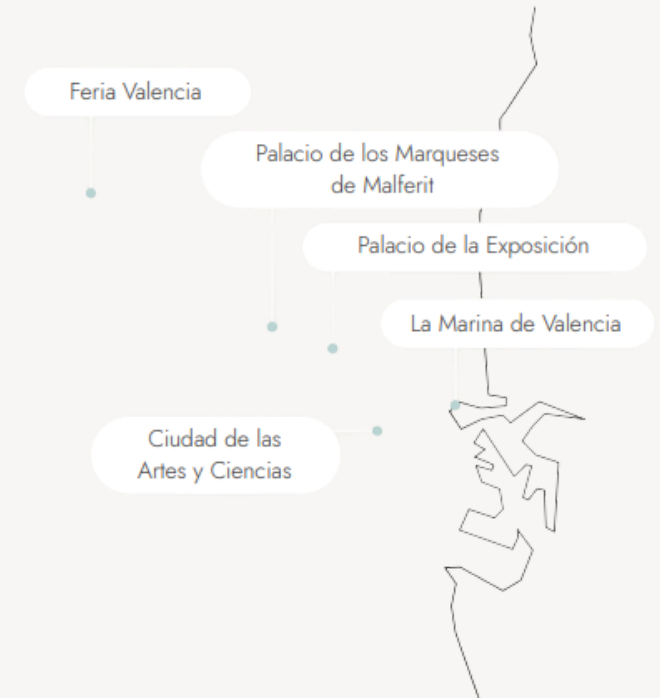 Feria Valencia
Palacio de los Marqueses
de Malferit
Palacio de la Exposición
La Marina de Valencia
Ciudad de las
Artes y Ciencias